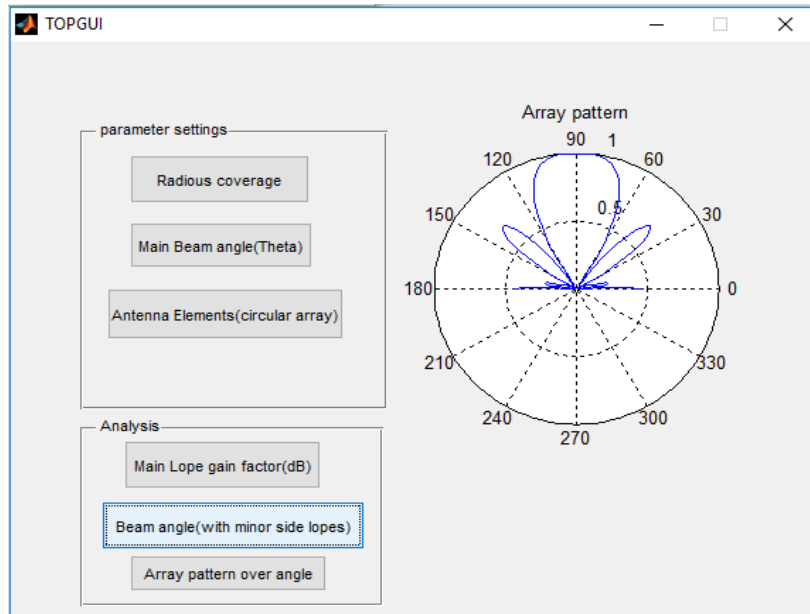 TOPGUI
parameter settings
Radious coverage
Main Beam angle(Theta)
Antenna Elements(circular array)
Analysis
Main Lope gain factor(dB)
Beam angle(with minor side lopes)
Array pattern over angle
Array pattern
90
1
120
60
0.5
150
30
180
0
210
330
240
300
270